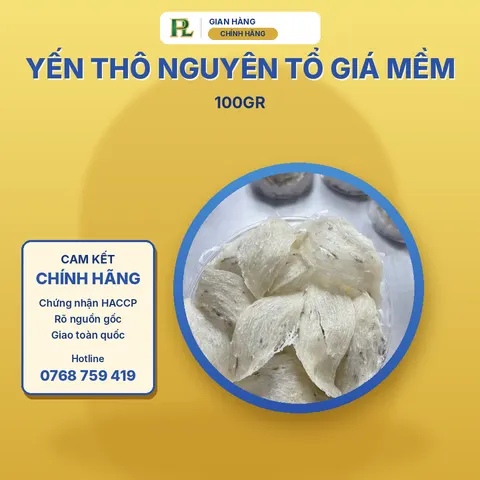 PL
GIAN HÀNG
CHÍNH HÃNG
YẾN THÔ NGUYÊN TỔ GIÁ MỀM
100GR
CAM KẾT
CHÍNH HÃNG
Chứng nhận HACCP
Rõ nguồn gốc
Giao toàn quốc
Hotline
0768 759 419